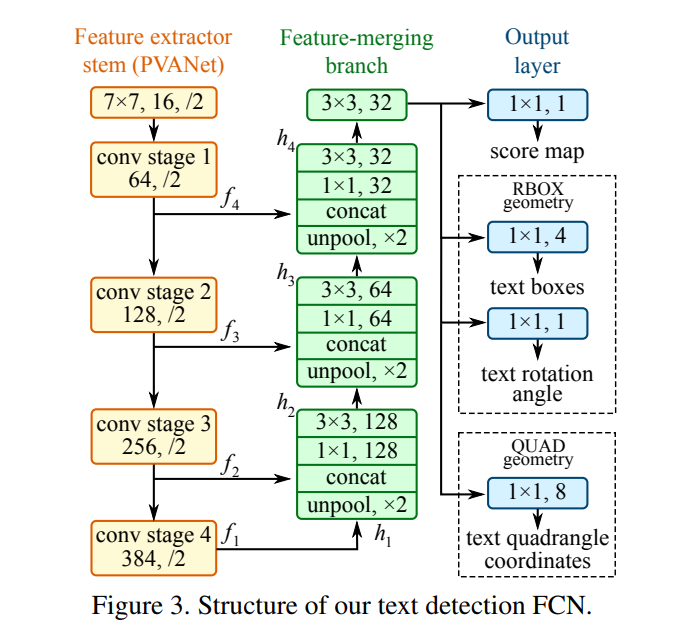 Feature extractor
stem (PVANet)
7×7, 16, /2
conv stage 1
64, /2
f4
conv stage 2
128, /2
f3
conv stage 3
256, /2
f2
conv stage 4
384, /2
f1
Feature-merging
branch
3×3, 32
h4
3×3, 32
1×1, 32
concat
unpool, ×2
h3
3×3, 64
1×1, 64
concat
unpool, ×2
h2
3×3, 128
1×1, 128
concat
unpool, ×2
h1
Output
layer
1×1, 1
score map
RBOX
geometry
1×1, 4
text boxes
1×1, 1
text rotation
angle
QUAD
geometry
1×1, 8
text quadrangle
coordinates
Figure 3. Structure of our text detection FCN.